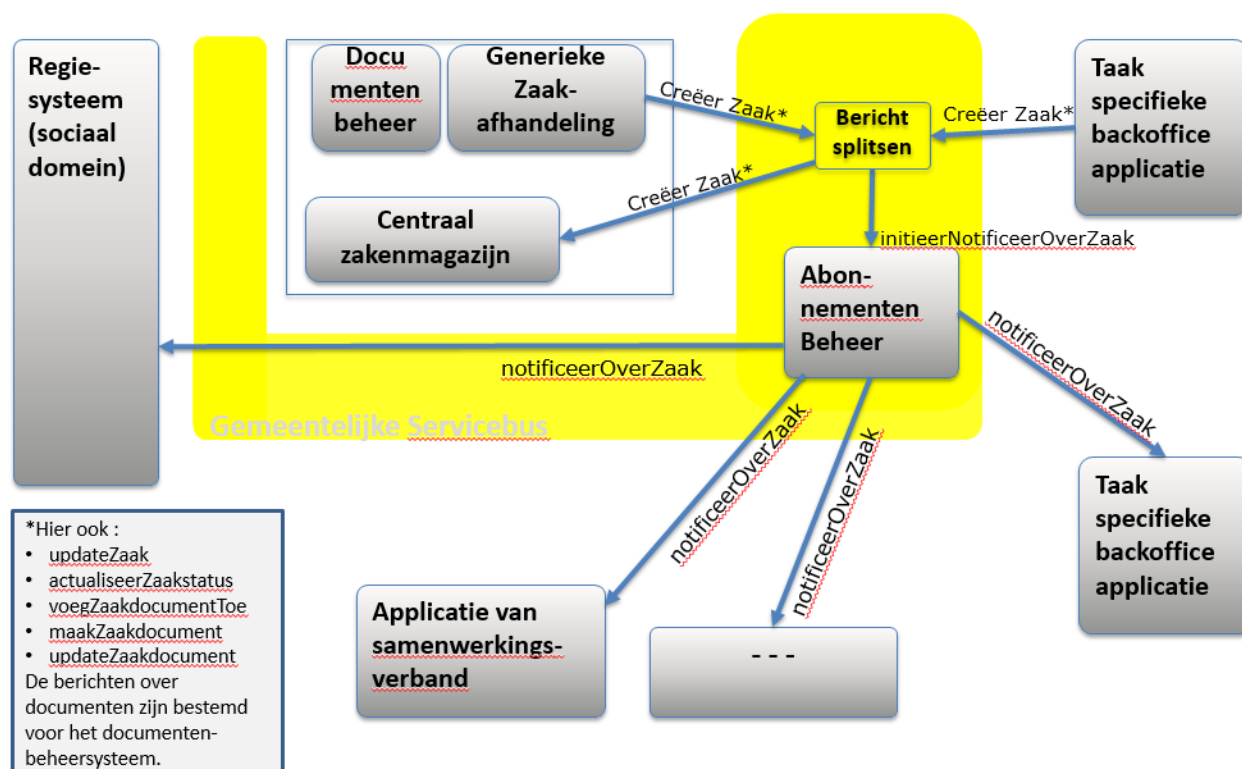 Regie-
systeem
(sociaal
domein)
Docu
menten
beheer
Generieke
Zaak-
afhandeling
Creëer Zaak*
Bericht
splitsen
Creëer Zaak*
Taak
specifieke
backoffice
applicatie
Creëer Zaak*
Centraal
zakenmagazijn
initieerNotificeerOverZaak
Abon-
nementen
Beheer
notificeerOverZaak
notificeerOverZaak
Gemeentelijke Servicebus
notificeerOverZaak
notificeerOverZaak
Taak
specifieke
backoffice
applicatie
Applicatie van
samenwerkings-
verband
- - -
*Hier ook :
• updateZaak
• actualiseerZaakstatus
• voegZaakdocumentToe
• maakZaakdocument
• updateZaakdocument
De berichten over
documenten zijn bestemd
voor het documenten-
beheersysteem.